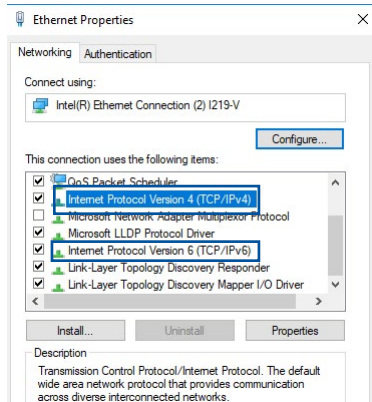 Ethernet Properties
Networking
Authentication
Connect using:
Intel(R) Ethernet Connection (2) I219-V
Configure...
This connection uses the following items:
QoS Packet Scheduler
Internet Protocol Version 4 (TCP/IPv4)
Microsoft Network Adapter Multiplexor Protocol
Microsoft LLDP Protocol Driver
Internet Protocol Version 6 (TCP/IPv6)
Link-Layer Topology Discovery Responder
Link-Layer Topology Discovery Mapper I/O Driver
Install...
Uninstall
Properties
Description
Transmission Control Protocol/Internet Protocol. The default
wide area network protocol that provides communication
across diverse interconnected networks.